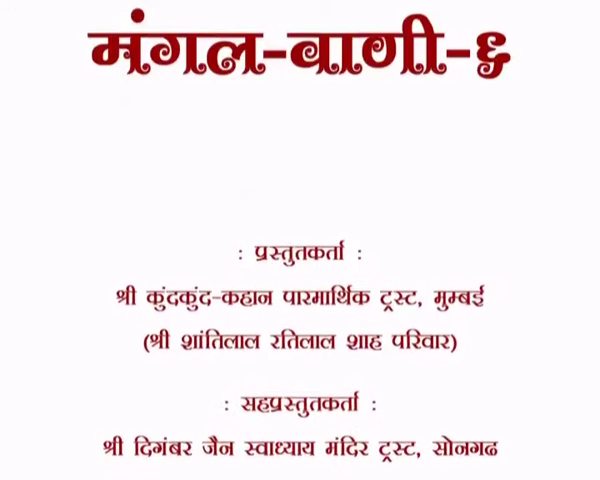 मंगल-वाणी-६
: प्रस्तुतकर्ता :
श्री कुंदकुंद-कहान पारमार्थिक ट्रस्ट, मुम्बई
(श्री शांतिलाल रतिलाल शाह परिवार)
: सहप्रस्तुतकर्ता :
श्री दिगंबर जैन स्वाध्याय मंदिर ट्रस्ट, सोनगढ